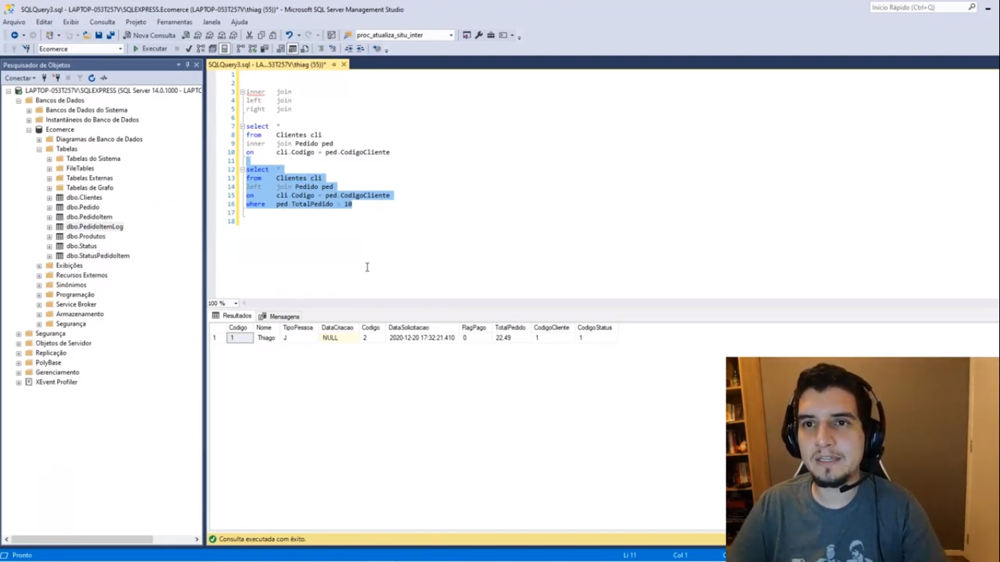 SQLQuery3.sql - LAPTOP-053T257V\SQLEXPRESS.Ecomerce (LAPTOP-053T257V\thiag (55))* - Microsoft SQL Server Management Studio
Início Rápido (Ctrl+Q)
Arquivo Editar Exibir Consulta Projeto Ferramentas Janela Ajuda
Nova Consulta proc_atualiza_situ_inter
Ecomerce Executar
Pesquisador de Objetos
SQLQuery3.sql - LA...53T257V\thiag (55))*
Conectar
LAPTOP-053T257V\SQLEXPRESS (SQL Server 14.0.1000 - LAPTC
Bancos de Dados
Bancos de Dados do Sistema
Instantâneos do Banco de Dados
Ecomerce
Diagramas de Banco de Dados
Tabelas
Tabelas do Sistema
FileTables
Tabelas Externas
Tabelas de Grafo
dbo.Clientes
dbo.Pedido
dbo.PedidoItem
dbo.PedidoItemLog
dbo.Produtos
dbo.Status
dbo.StatusPedidoItem
Exibições
Recursos Externos
Sinônimos
Programação
Service Broker
Armazenamento
Segurança
Segurança
Objetos de Servidor
Replicação
PolyBase
Gerenciamento
XEvent Profiler
1
2
3 inner join
4 left join
5 right join
6
7 select *
8 from Clientes cli
9 inner join Pedido ped
10 on cli.Codigo = ped.CodigoCliente
11
12 select *
13 from Clientes cli
14 left join Pedido ped
15 on cli.Codigo = ped.CodigoCliente
16 where ped.TotalPedido > 10
17
18
100 %
Resultados Mensagens
Codigo Nome TipoPessoa DataCriacao Codigo DataSolicitacao FlagPago TotalPedido CodigoCliente CodigoStatus
1 1 Thiago J NULL 2 2020-12-20 17:32:21.410 0 22,49 1 1
Consulta executada com êxito.
Pronto Li 11 Col 1